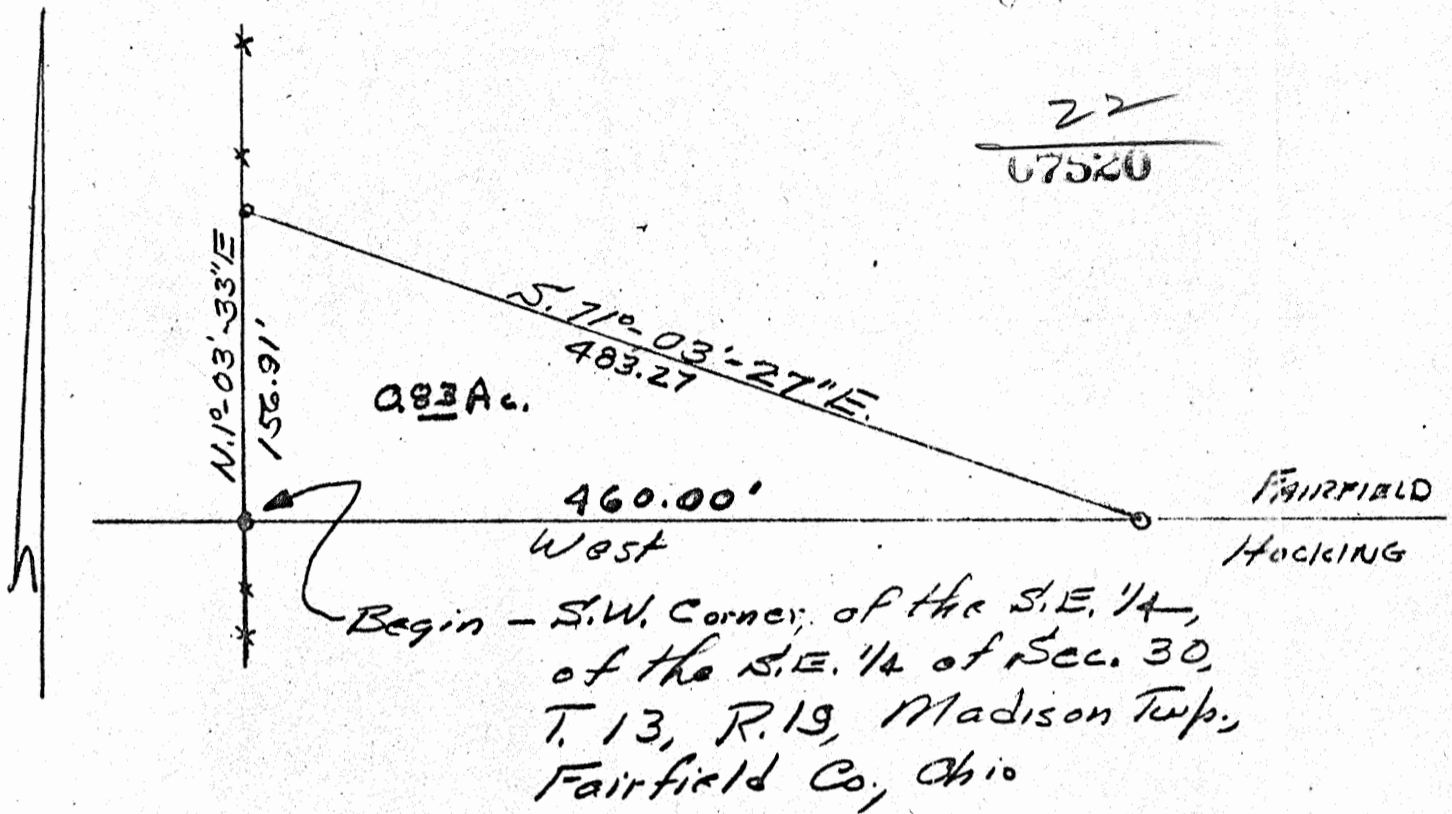 22
07520
N.1°-03'-33"E
156.91'
S. 71°-03'-27"E.
483.27
0.83 Ac.
460.00'
West
FAIRFIELD
HOCKING
Begin - S.W. Corner, of the S.E. 1/4,
of the S.E. 1/4 of Sec. 30,
T. 13, R.19, Madison Twp.,
Fairfield Co., Ohio